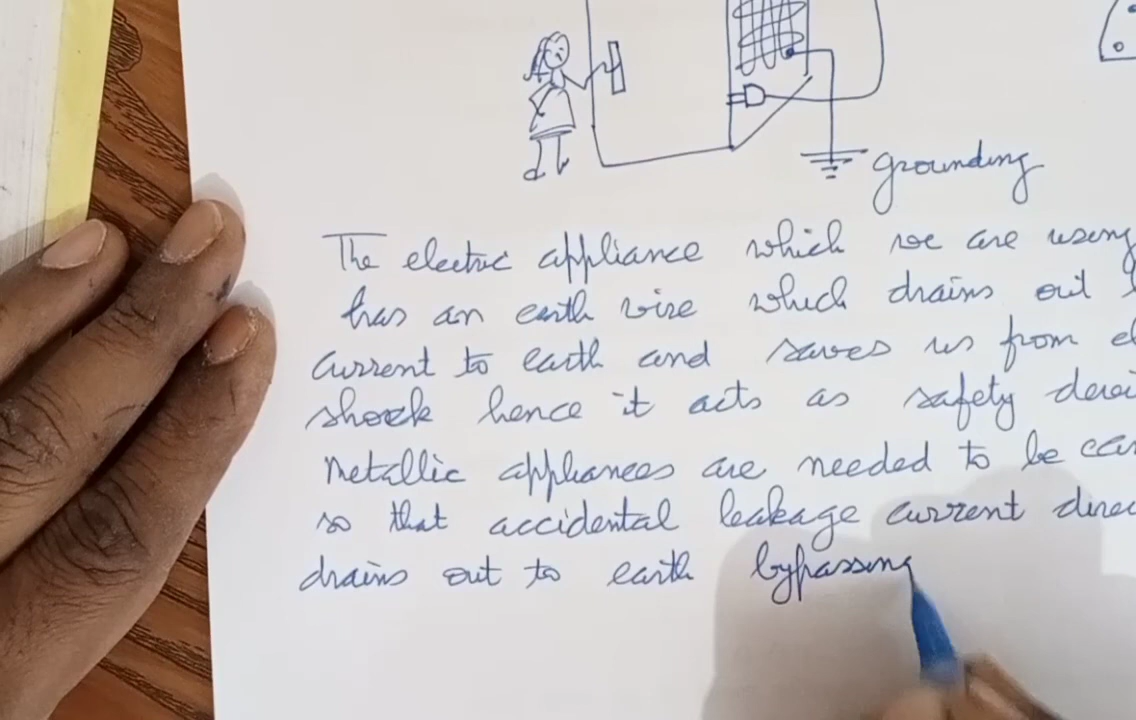 grounding
The electric appliance which we are using
has an earth wire which drains out
current to earth and saves us from
shock hence it acts as safety
Metallic appliances are needed to be
so that accidental leakage current
drains out to earth bypassing